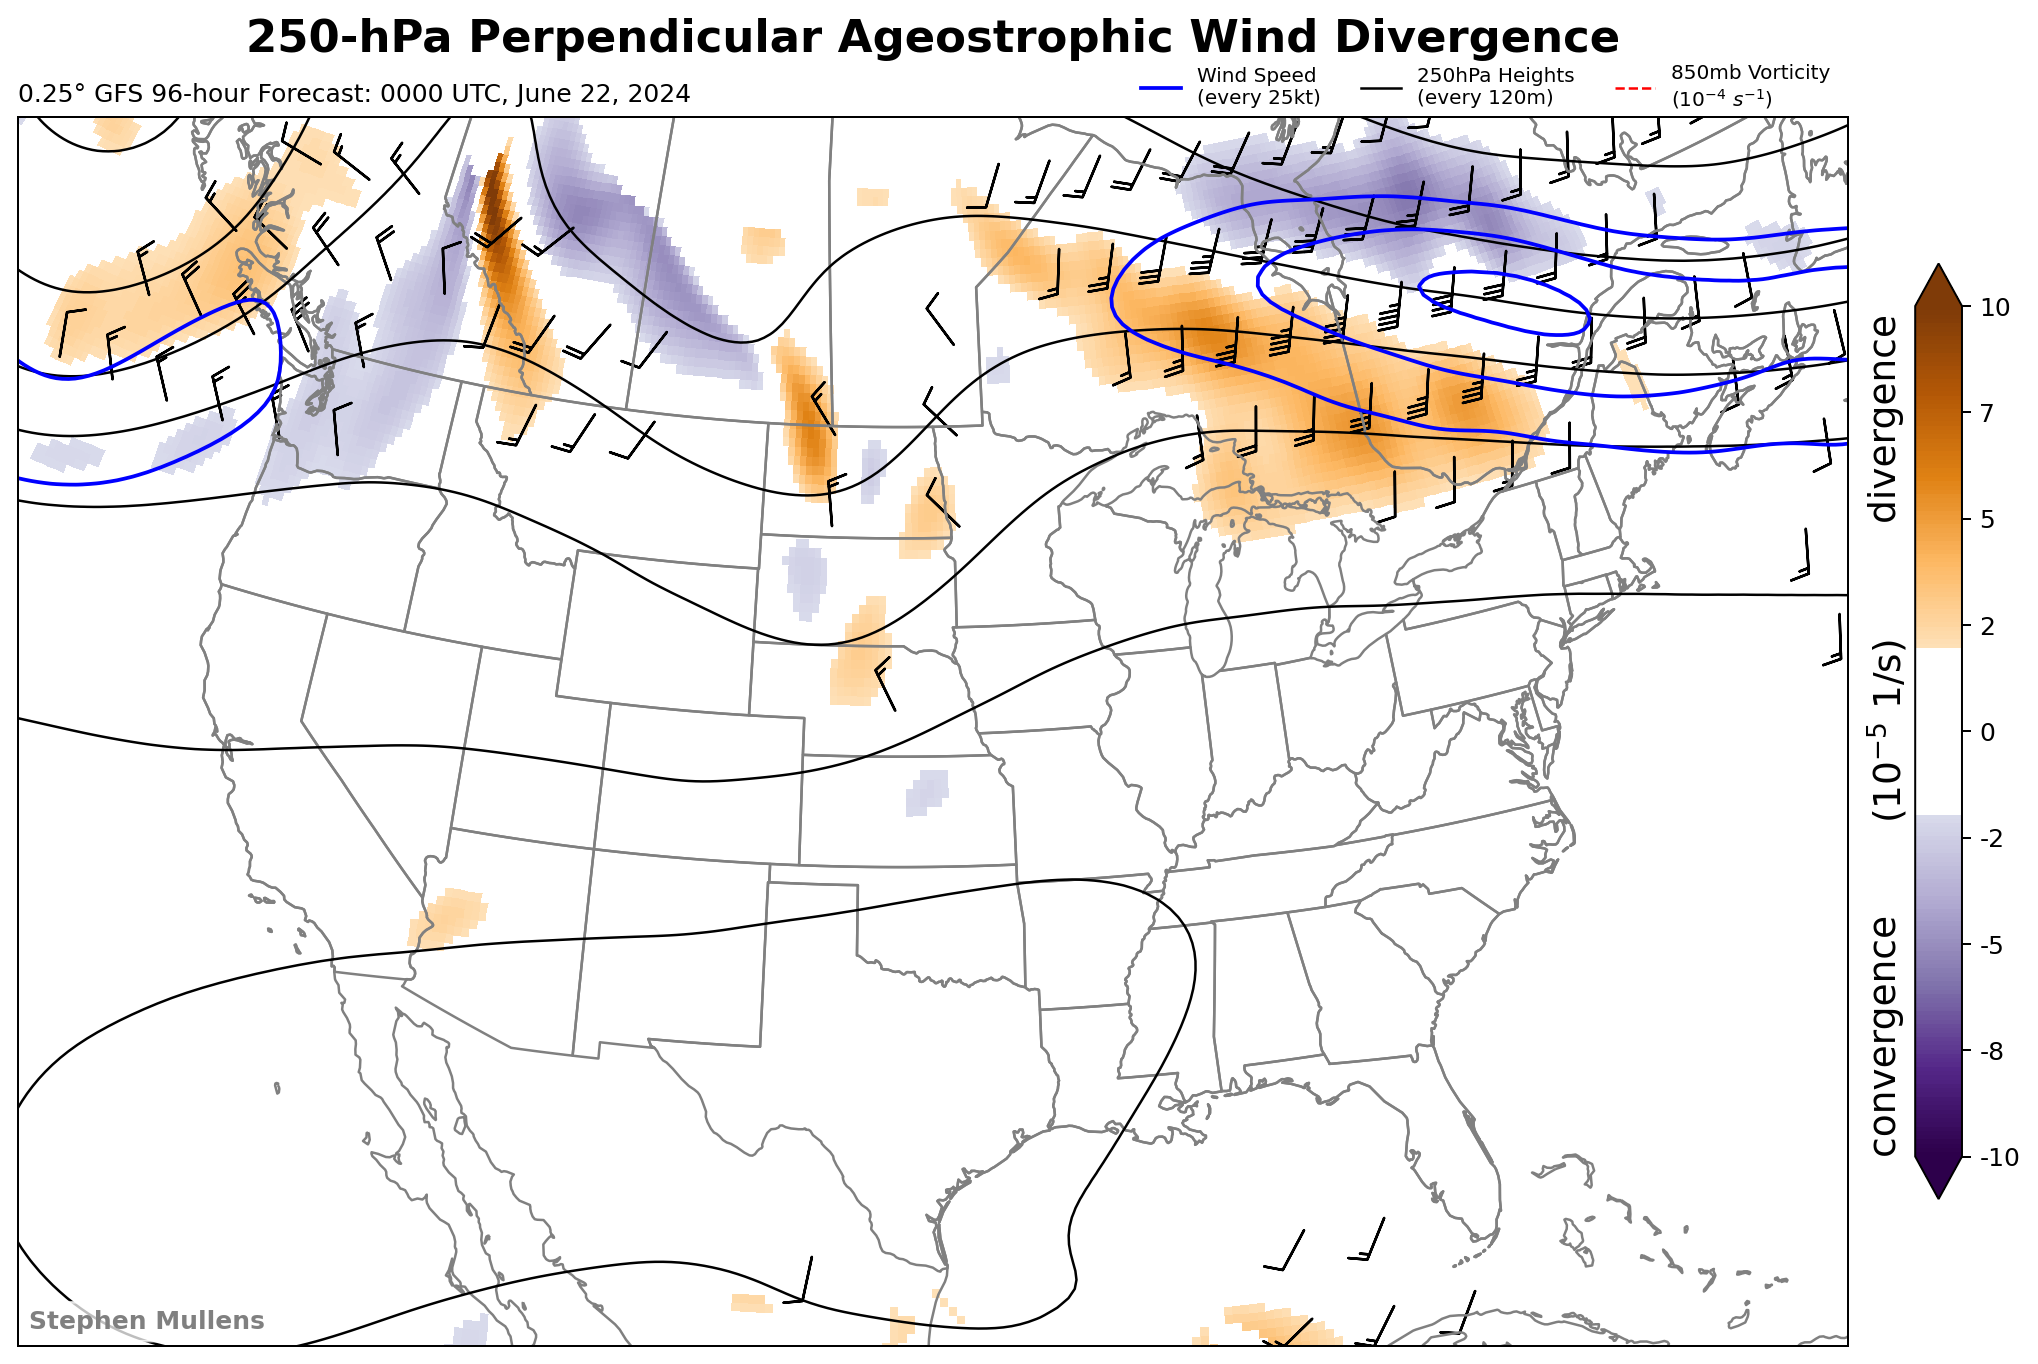 250-hPa Perpendicular Ageostrophic Wind Divergence
0.25° GFS 96-hour Forecast: 0000 UTC, June 22, 2024
Wind Speed
(every 25kt)
250hPa Heights
(every 120m)
850mb Vorticity
(10⁻⁴ s⁻¹)
10
7
5
2
0
-2
-5
-8
-10
convergence (10⁻⁵ 1/s) divergence
Stephen Mullens